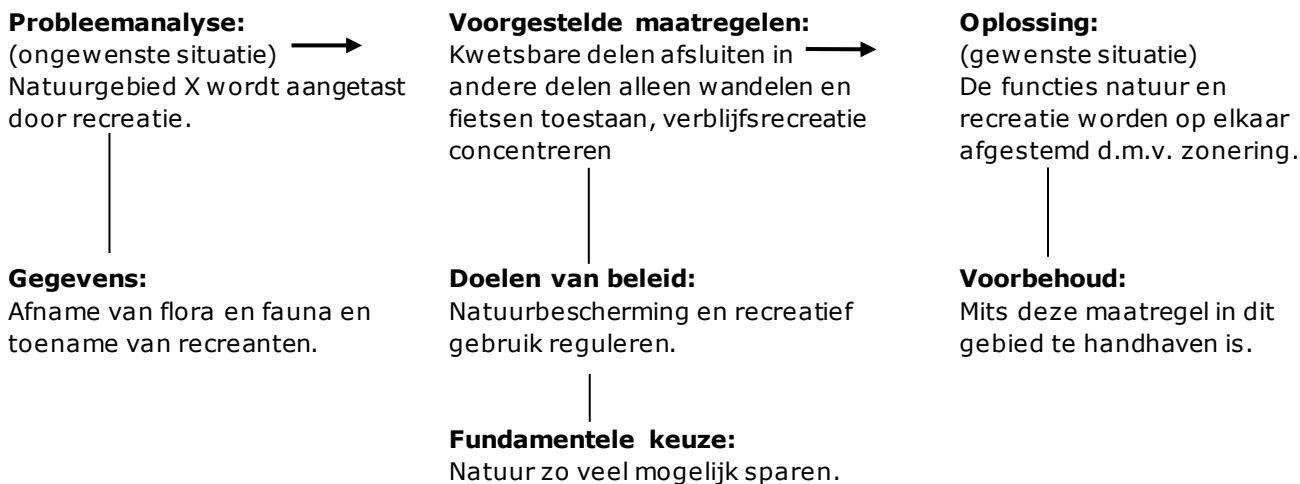 Probleemanalyse:
(ongewenste situatie)
Natuurgebied X wordt aangetast
door recreatie.
Voorgestelde maatregelen:
Kwetsbare delen afsluiten in
andere delen alleen wandelen en
fietsen toestaan, verblijfsrecreatie
concentreren
Oplossing:
(gewenste situatie)
De functies natuur en
recreatie worden op elkaar
afgestemd d.m.v. zonering.
Gegevens:
Afname van flora en fauna en
toename van recreanten.
Doelen van beleid:
Natuurbescherming en recreatief
gebruik reguleren.
Voorbehoud:
Mits deze maatregel in dit
gebied te handhaven is.
Fundamentele keuze:
Natuur zo veel mogelijk sparen.